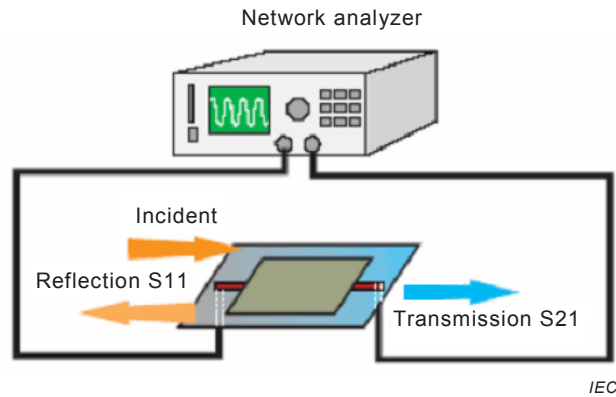 Network analyzer
Incident
Reflection S11
Transmission S21
IEC